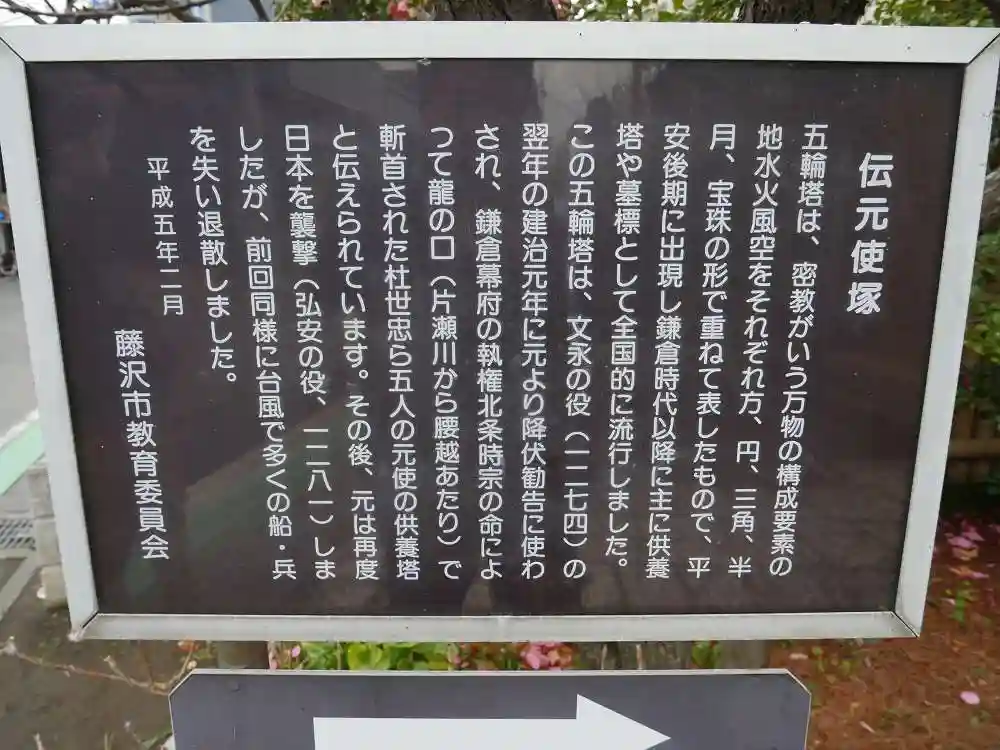 伝元使塚
五輪塔は、密教がいう万物の構成要素の
地水火風空をそれぞれ方、円、三角、半
月、宝珠の形で重ねて表したもので、平
安後期に出現し鎌倉時代以降に主に供養
塔や墓標として全国的に流行しました。
この五輪塔は、文永の役（一二七四）の
翌年の建治元年に元より降伏勧告に使わ
され、鎌倉幕府の執権北条時宗の命によ
つて龍の口（片瀬川から腰越あたり）で
斬首された杜世忠ら五人の元使の供養塔
と伝えられています。その後、元は再度
日本を襲撃（弘安の役、一二八一）しま
したが、前回同様に台風で多くの船・兵
を失い退散しました。
平成五年二月
藤沢市教育委員会